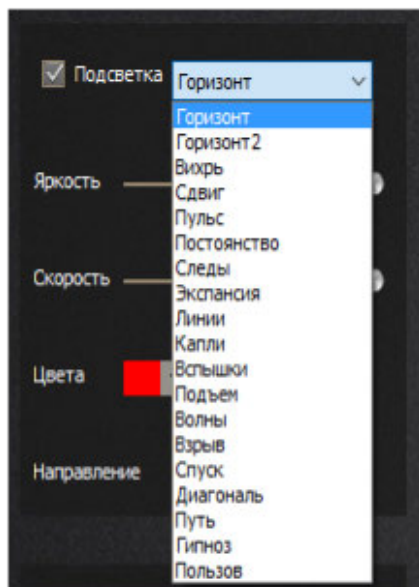 Подсветка Горизонт
Горизонт
Горизонт2
Вихрь
Яркость
Сдвиг
Пульс
Постоянство
Следы
Скорость
Экспансия
Линии
Капли
Цвета
Вспышки
Подъем
Волны
Взрыв
Направление
Спуск
Диагональ
Путь
Гипноз
Пользов